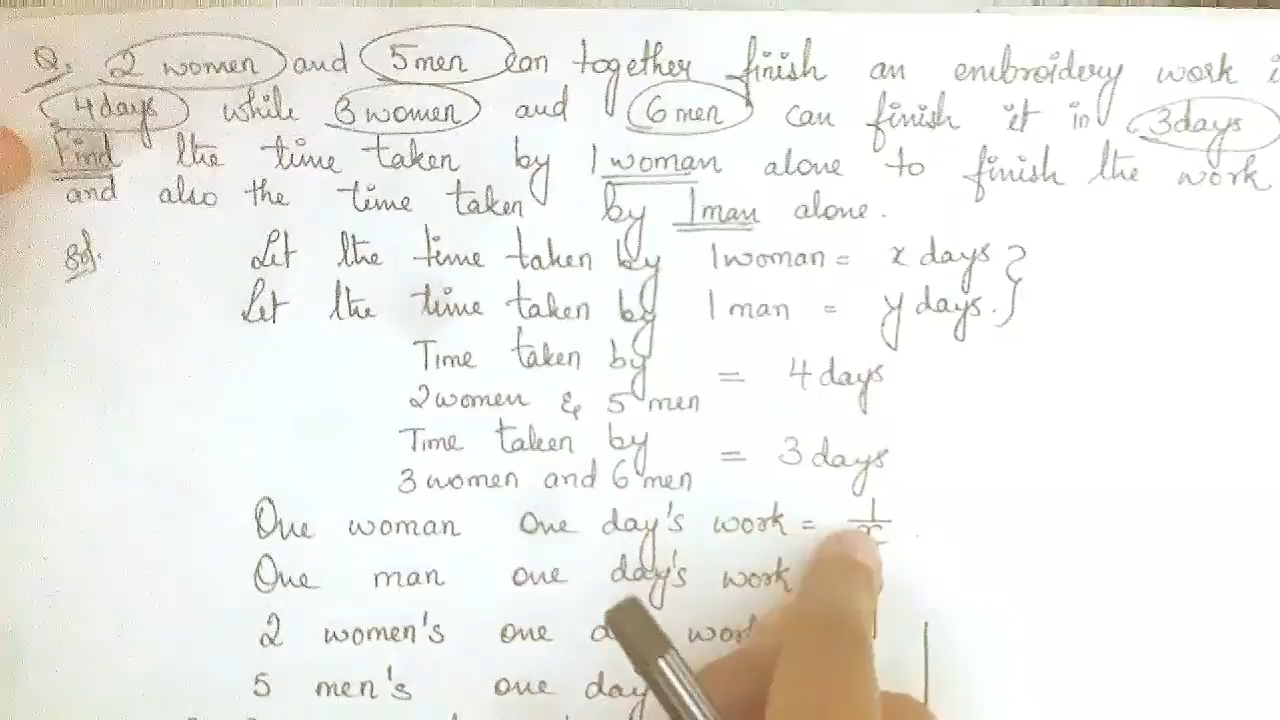 Q. 2 women and 5 men can together finish an embroidery work
4 days while 3 women and 6 men can finish it in 3 days
Find the time taken by 1 woman alone to finish the work
and also the time taken by 1 man alone.
Sol. Let the time taken by 1 woman = x days }
Let the time taken by 1 man = y days. }
Time taken by
2 women & 5 men = 4 days
Time taken by
3 women and 6 men = 3 days
One woman one day's work = 1/x
One man one day's work
2 women's one work
5 men's one day